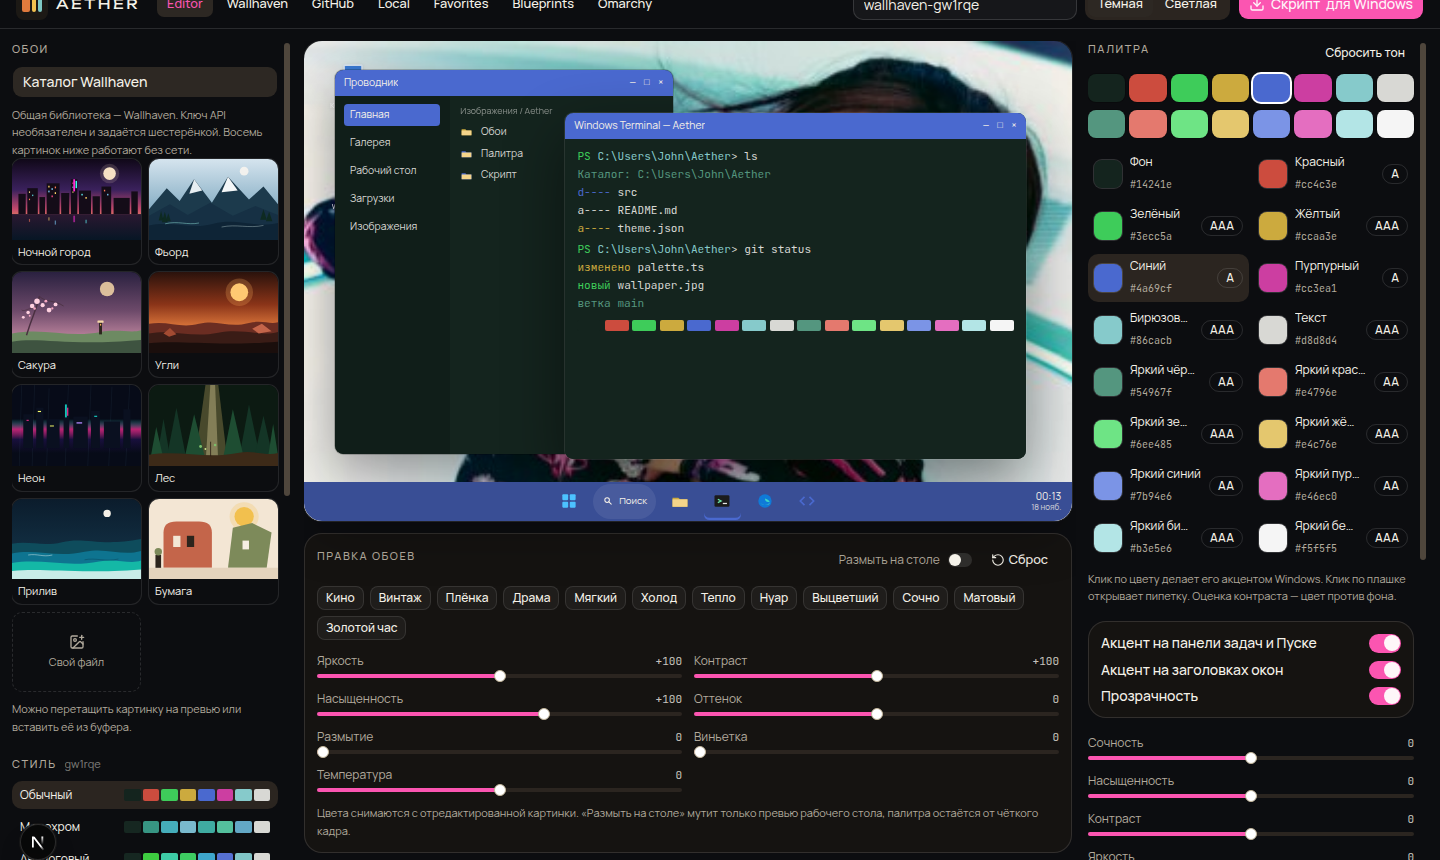 AETHER
Editor
Wallhaven
GitHub
Local
Favorites
Blueprints
Omarchy
wallhaven-gw1rqe
Тёмная
Светлая
Скрипт для Windows
ОБОИ
Каталог Wallhaven
Общая библиотека — Wallhaven. Ключ API
необязателен и задаётся шестерёнкой. Восемь
картинок ниже работают без сети.
Ночной город
Фьорд
Сакура
Угли
Неон
Лес
Прилив
Бумага
Свой файл
Можно перетащить картинку на превью или
вставить её из буфера.
СТИЛЬ gw1rqe
Обычный
Проводник
Главная
Галерея
Рабочий стол
Загрузки
Изображения
Изображения / Aether
Обои
Палитра
Скрипт
Windows Terminal — Aether
PS C:\Users\John\Aether> ls
Каталог: C:\Users\John\Aether
d---- src
a---- README.md
a---- theme.json
PS C:\Users\John\Aether> git status
изменено palette.ts
новый wallpaper.jpg
ветка main
Поиск
00:13
18 нояб.
ПРАВКА ОБОЕВ
Размыть на столе
Сброс
Кино
Винтаж
Плёнка
Драма
Мягкий
Холод
Тепло
Нуар
Выцветший
Сочно
Матовый
Золотой час
Яркость +100
Контраст +100
Насыщенность +100
Оттенок 0
Размытие 0
Виньетка 0
Температура 0
Цвета снимаются с отредактированной картинки. «Размыть на столе» мутит только превью рабочего стола, палитра остаётся от чёткого
кадра.
ПАЛИТРА
Сбросить тон
Фон
#14241e
Красный
#cc4c3e
A
Зелёный
#3ecc5a
AAA
Жёлтый
#ccaa3e
AAA
Синий
#4a69cf
A
Пурпурный
#cc3ea1
A
Бирюзов…
#86cacb
AAA
Текст
#d8d8d4
AAA
Яркий чёр…
#54967f
AA
Яркий крас…
#e4796e
AA
Яркий зе…
#6ee485
AAA
Яркий жё…
#e4c76e
AAA
Яркий синий
#7b94e6
AA
Яркий пур…
#e46ec0
AA
Яркий би…
#b3e5e6
AAA
Яркий бе…
#f5f5f5
AAA
Клик по цвету делает его акцентом Windows. Клик по плашке
открывает пипетку. Оценка контраста — цвет против фона.
Акцент на панели задач и Пуске
Акцент на заголовках окон
Прозрачность
Сочность 0
Насыщенность 0
Контраст 0
Яркость 0